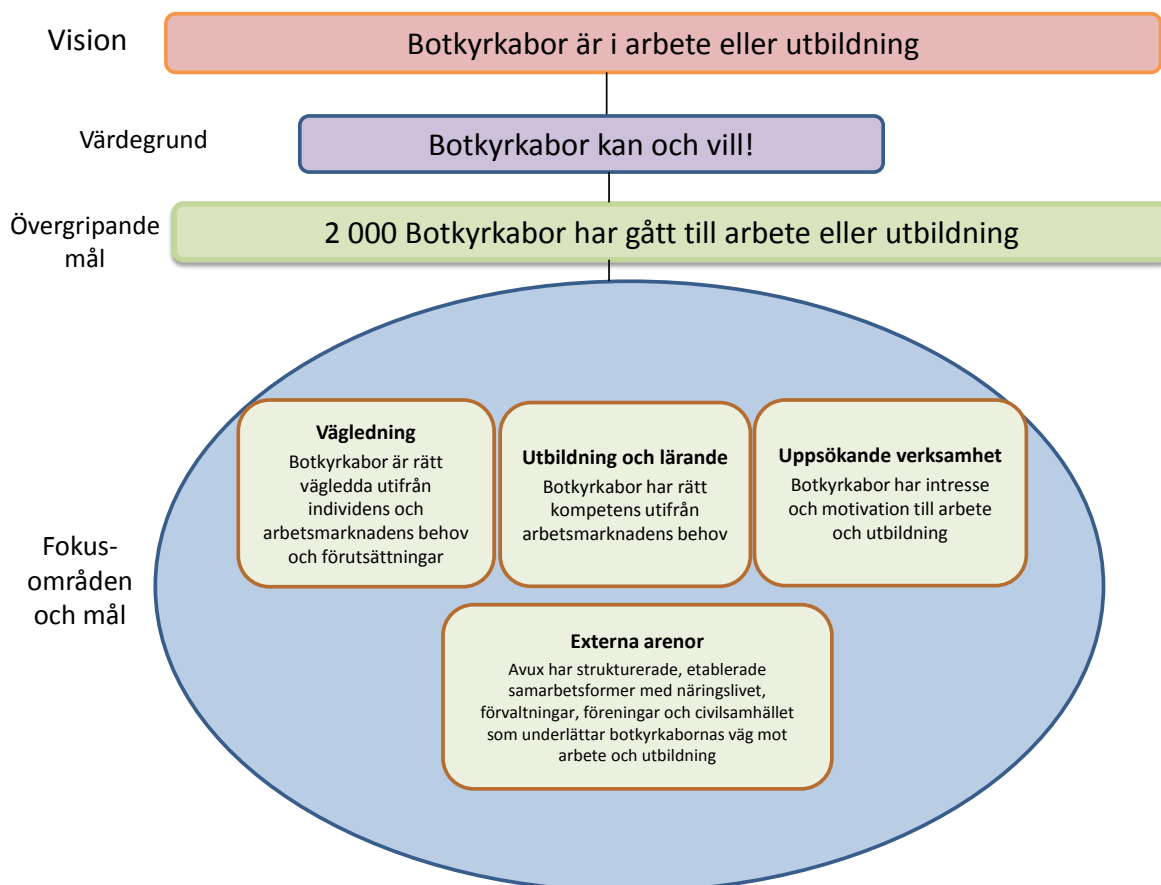 Vision
Botkyrkabor är i arbete eller utbildning
Värdegrund
Botkyrkabor kan och vill!
Övergripande
mål
2 000 Botkyrkabor har gått till arbete eller utbildning
Fokus-
områden
och mål
Vägledning
Botkyrkabor är rätt
vägledda utifrån
individens och
arbetsmarknadens behov
och förutsättningar
Utbildning och lärande
Botkyrkabor har rätt
kompetens utifrån
arbetsmarknadens behov
Uppsökande verksamhet
Botkyrkabor har intresse
och motivation till arbete
och utbildning
Externa arenor
Avux har strukturerade, etablerade
samarbetsformer med näringslivet,
förvaltningar, föreningar och civilsamhället
som underlättar botkyrkabornas väg mot
arbete och utbildning